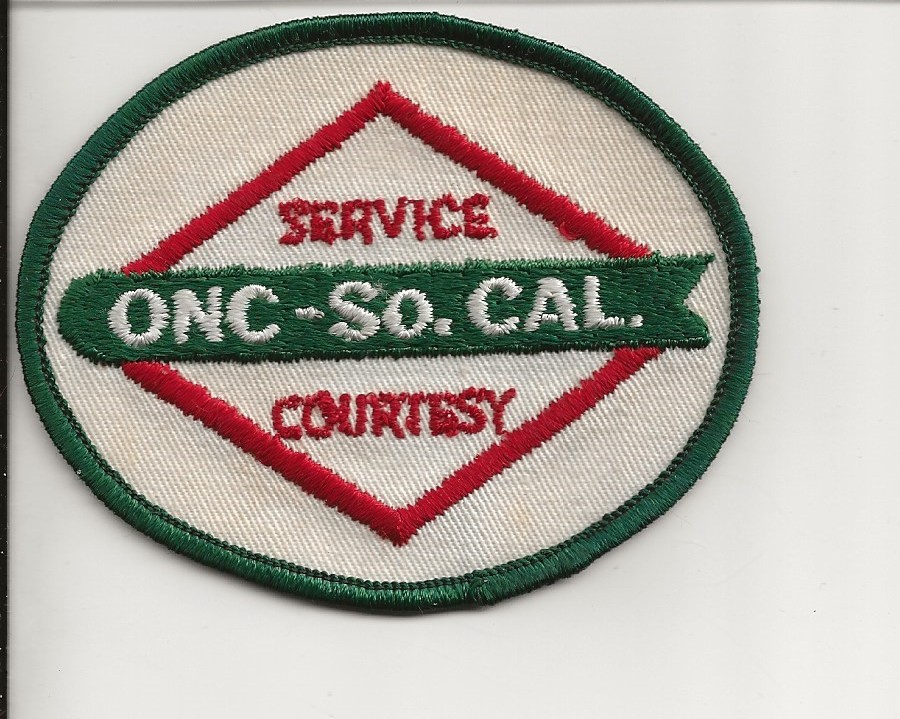 SERVICE
ONC-So. CAL.
COURTESY